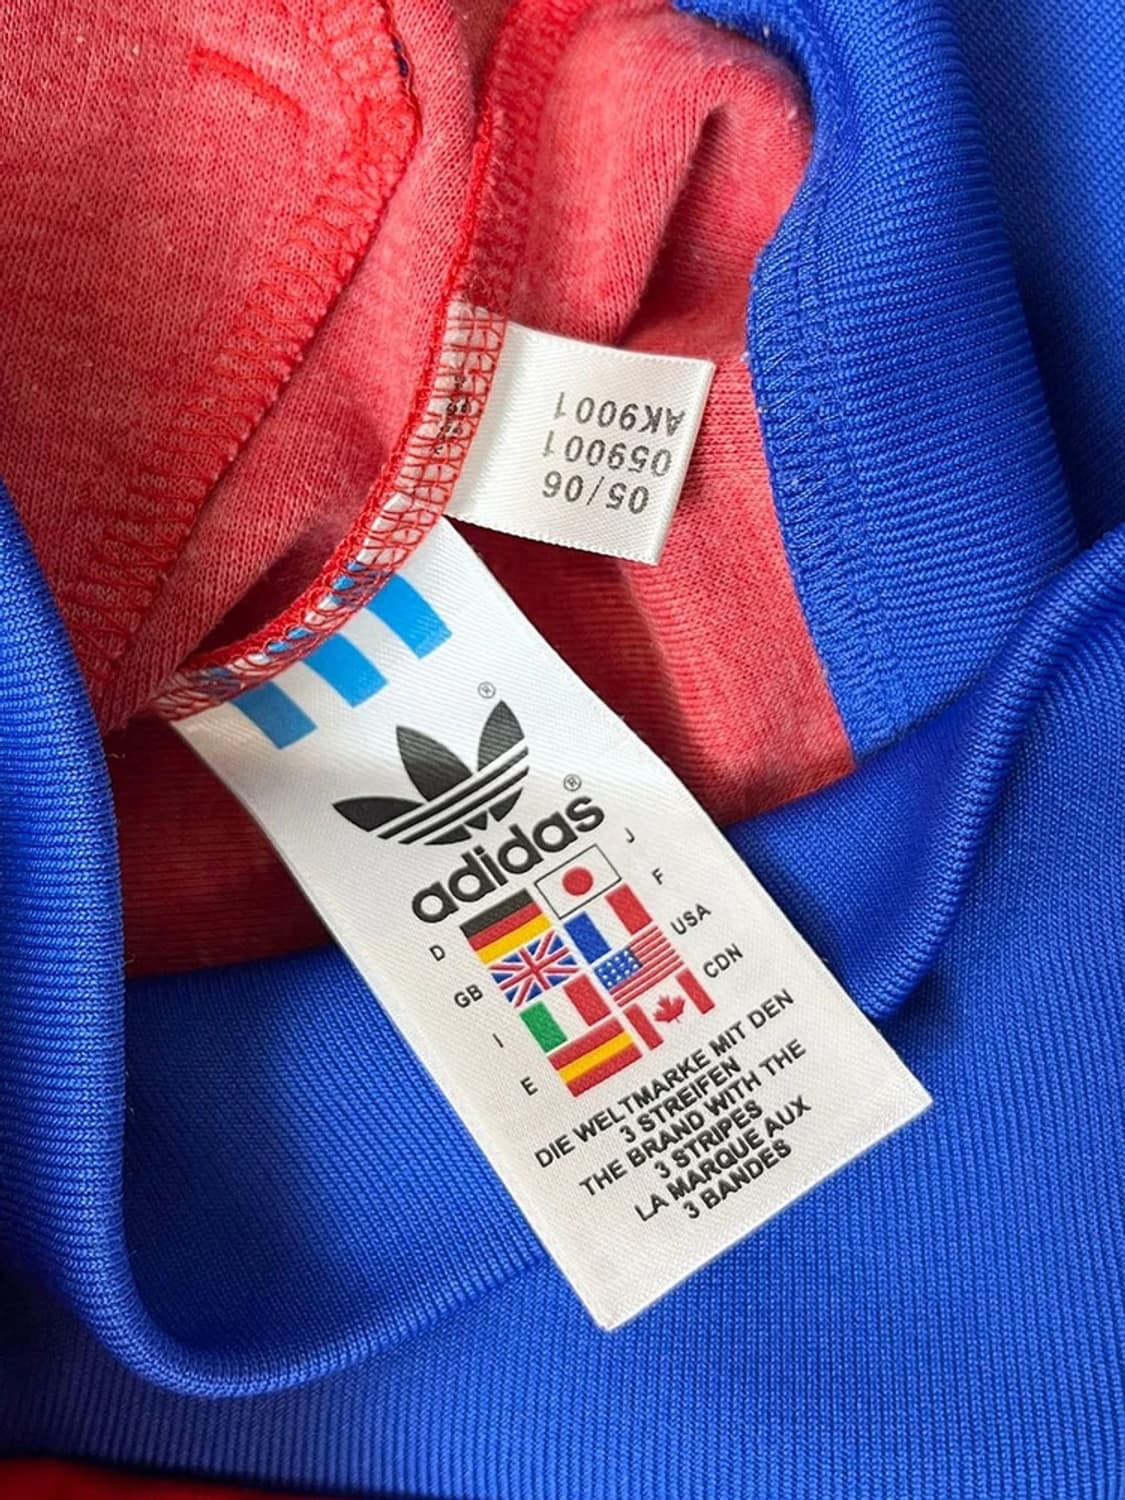 AK9001
059001
05/06
®
adidas®
D
J
GB
F
I
USA
E
CDN
DIE WELTMARKE MIT DEN
3 STREIFEN
THE BRAND WITH THE
3 STRIPES
LA MARQUE AUX
3 BANDES